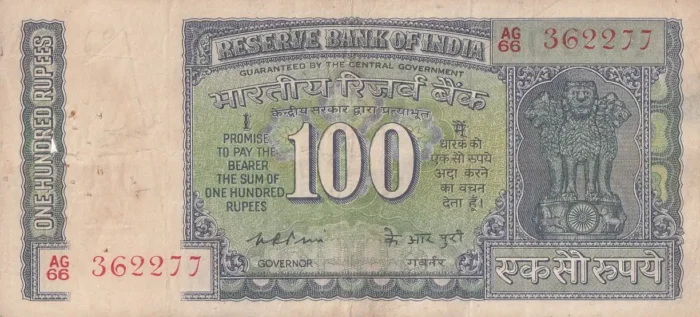 RESERVE BANK OF INDIA
AG
66 362277
GUARANTEED BY THE CENTRAL GOVERNMENT
भारतीय रिज़र्व बैंक
केन्द्रीय सरकार द्वारा प्रत्याभूत
ONE HUNDRED RUPEES
I
PROMISE
TO PAY THE
BEARER
THE SUM OF
ONE HUNDRED
RUPEES
100
मैं
धारक को
एक सौ रुपये
अदा करने
का वचन
देता हूँ।
के आर पुरी
GOVERNOR
गवर्नर
AG
66 362277
एक सौ रुपये